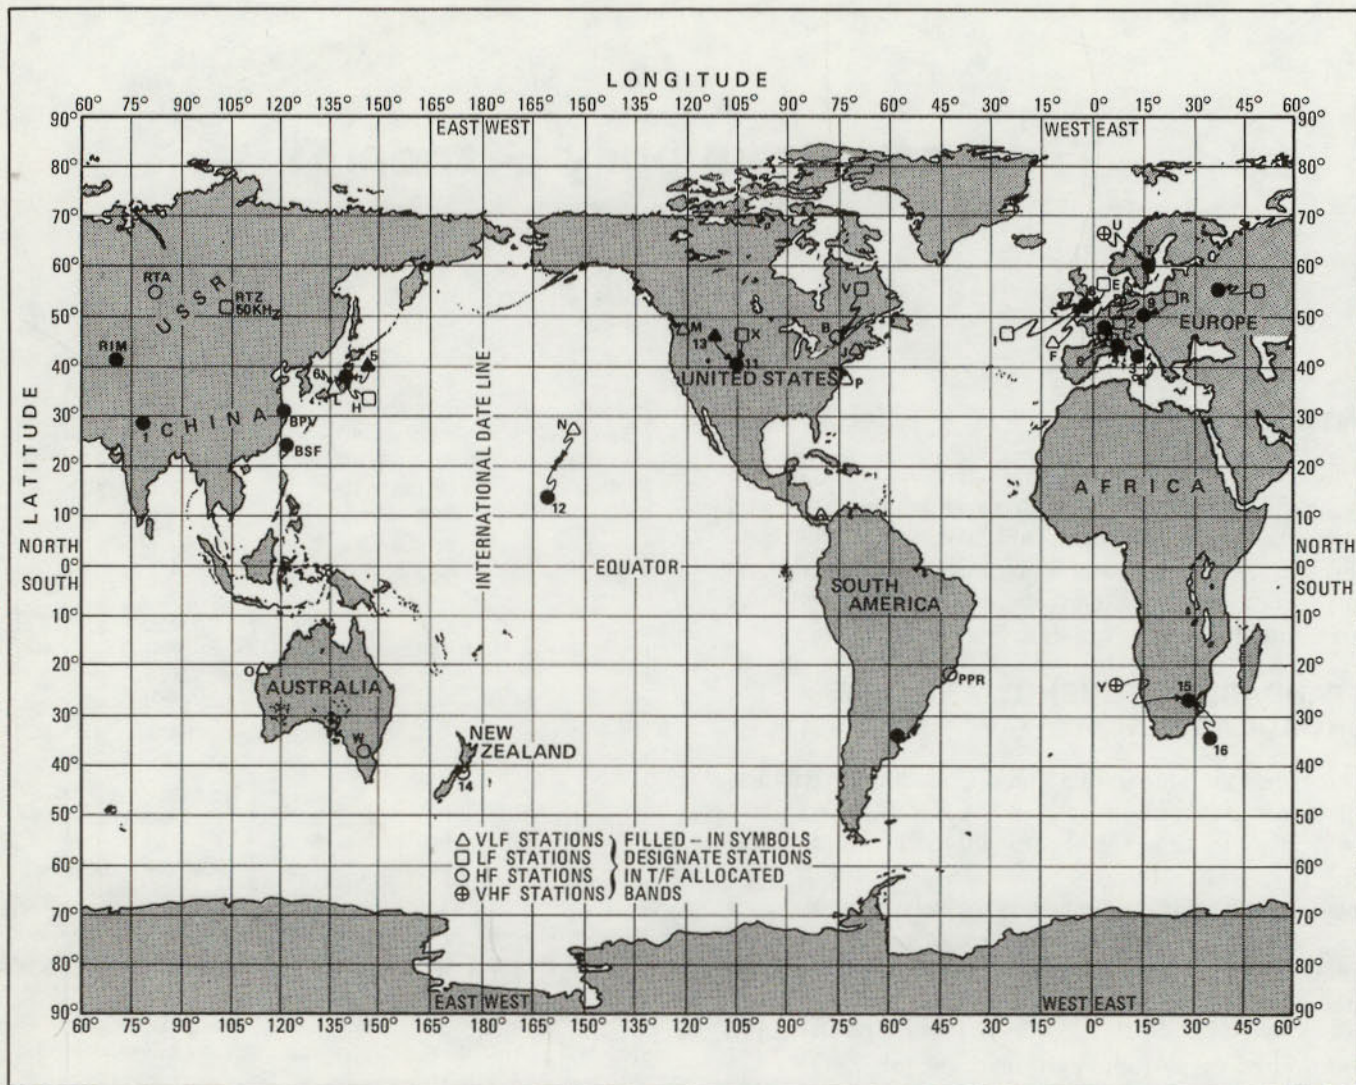 LONGITUDE
60° 75° 90° 105° 120° 135° 150° 165° 180° 165° 150° 135° 120° 105° 90° 75° 60° 45° 30° 15° 0° 15° 30° 45° 60°
90° EAST WEST WEST EAST 90°
80° 80°
70° U 70°
T
60° RTA 60°
USSR
RTZ
50KHZ
E
V
R
50° 9 50°
M
13
X
B
2
EUROPE
I
J
F
RIM
5
11
40° 6 UNITED STATES P 3 40°
L
H
LATITUDE
30° CHINA BPV 30°
1
N
BSF
INTERNATIONAL DATE LINE
20° 20°
12
AFRICA
10° 10°
NORTH NORTH
0° EQUATOR 0°
SOUTH SOUTH
SOUTH
AMERICA
10° 10°
20° O 20°
AUSTRALIA
PPR
Y
15
30° 30°
W
NEW
ZEALAND
16
40° 14 40°
50° 50°
△ VLF STATIONS FILLED–IN SYMBOLS
□ LF STATIONS DESIGNATE STATIONS
○ HF STATIONS IN T/F ALLOCATED
⊕ VHF STATIONS BANDS
60° 60°
70° 70°
80° 80°
90° EAST WEST WEST EAST 90°
60° 75° 90° 105° 120° 135° 150° 165° 180° 165° 150° 135° 120° 105° 90° 75° 60° 45° 30° 15° 0° 15° 30° 45° 60°